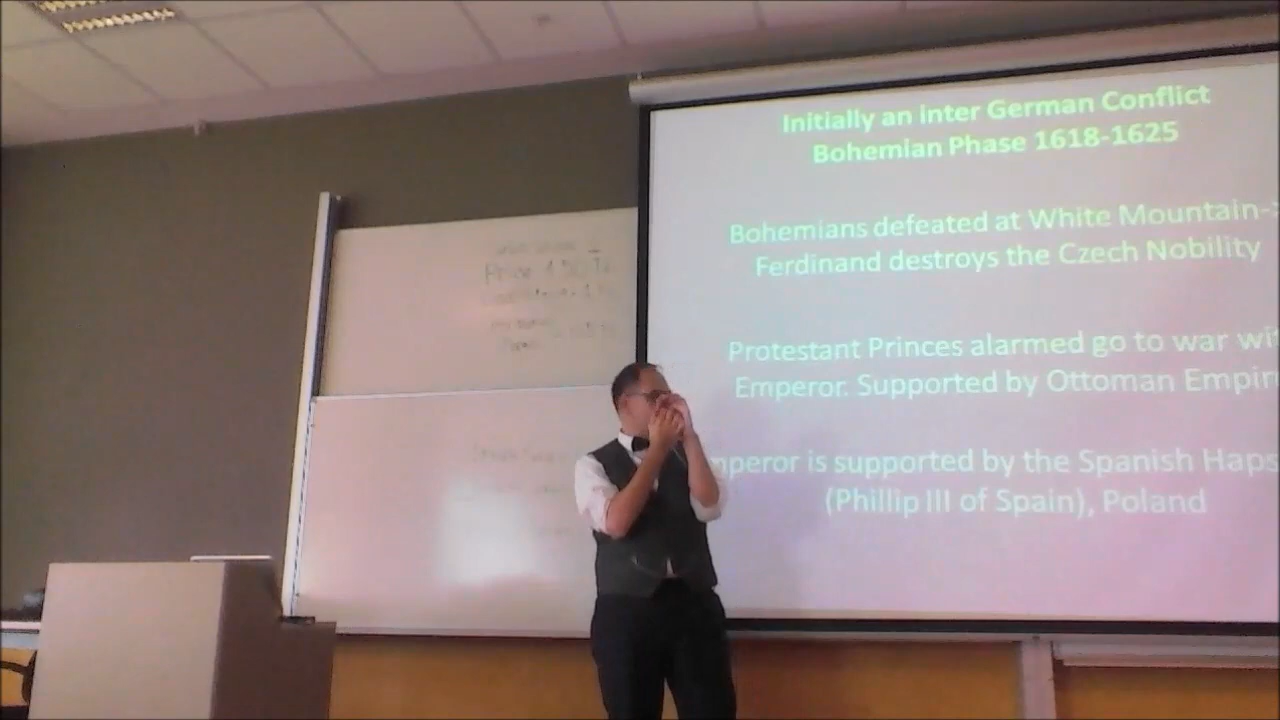 Initially an inter German Conflict
Bohemian Phase 1618-1625
Bohemians defeated at White Mountain-
Ferdinand destroys the Czech Nobility
Protestant Princes alarmed go to war wi
Emperor. Supported by Ottoman Empir
mperor is supported by the Spanish Haps
(Phillip III of Spain), Poland